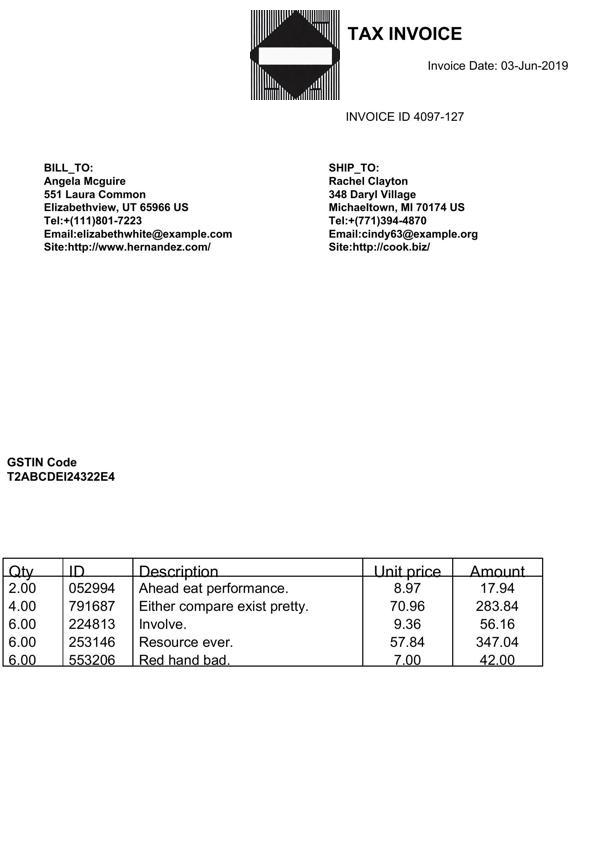 TAX INVOICE
Invoice Date: 03-Jun-2019
INVOICE ID 4097-127
BILL_TO:
Angela Mcguire
551 Laura Common
Elizabethview, UT 65966 US
Tel:+(111)801-7223
Email:elizabethwhite@example.com
Site:http://www.hernandez.com/
SHIP_TO:
Rachel Clayton
348 Daryl Village
Michaeltown, MI 70174 US
Tel:+(771)394-4870
Email:cindy63@example.org
Site:http://cook.biz/
GSTIN Code
T2ABCDEI24322E4
Qty ID Description Unit price Amount
2.00 052994 Ahead eat performance. 8.97 17.94
4.00 791687 Either compare exist pretty. 70.96 283.84
6.00 224813 Involve. 9.36 56.16
6.00 253146 Resource ever. 57.84 347.04
6.00 553206 Red hand bad. 7.00 42.00